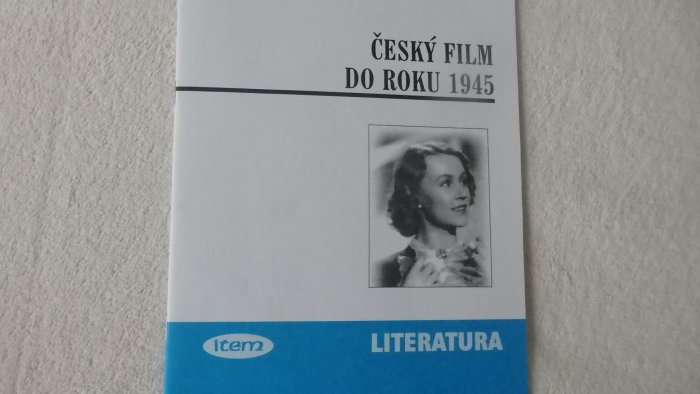 ČESKÝ FILM
DO ROKU 1945
item
LITERATURA